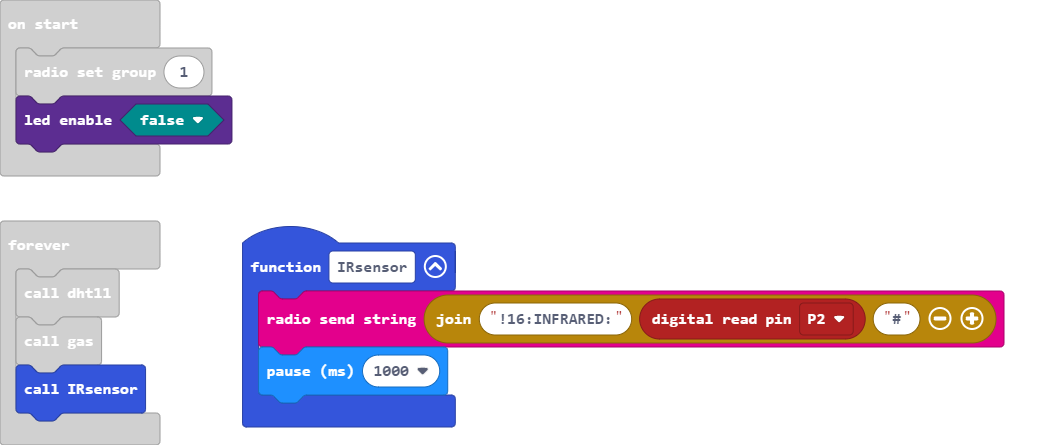 on start
radio set group 1
led enable false
forever
call dht11
call gas
call IRsensor
function IRsensor
radio send string join "!16:INFRARED:" digital read pin P2 "#"
pause (ms) 1000